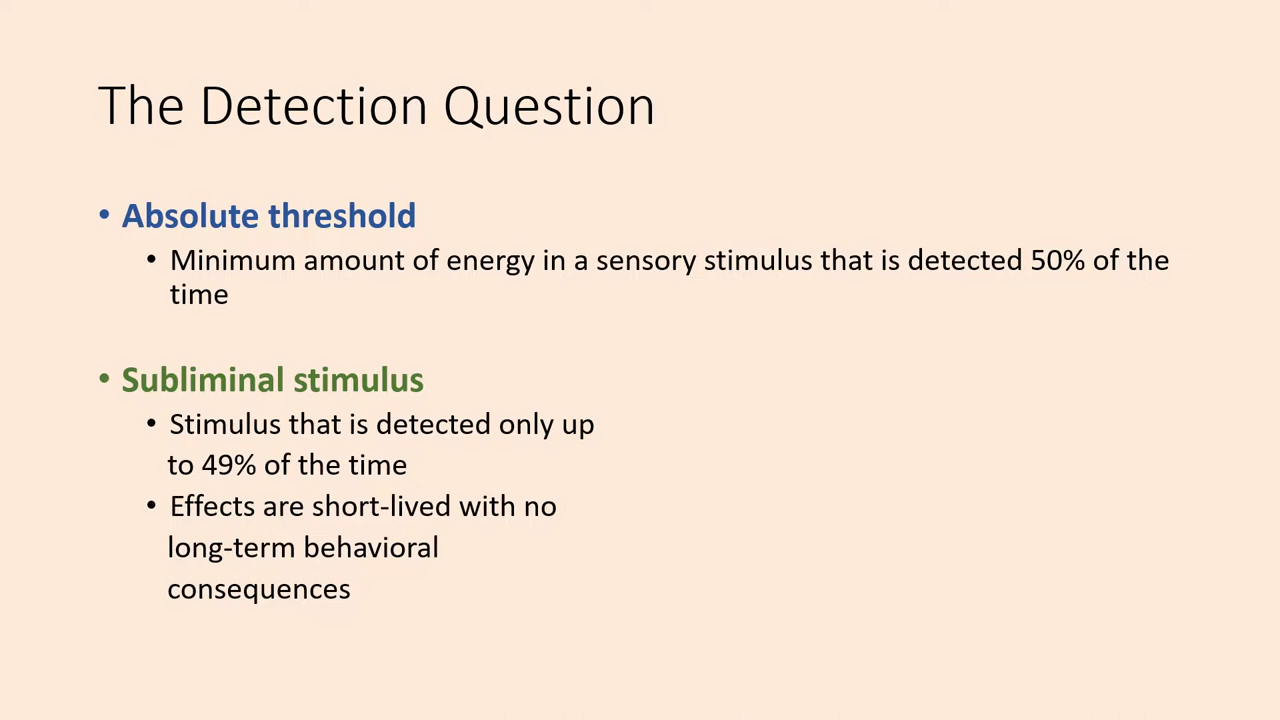 The Detection Question
• Absolute threshold
• Minimum amount of energy in a sensory stimulus that is detected 50% of the
time
• Subliminal stimulus
• Stimulus that is detected only up
to 49% of the time
• Effects are short-lived with no
long-term behavioral
consequences